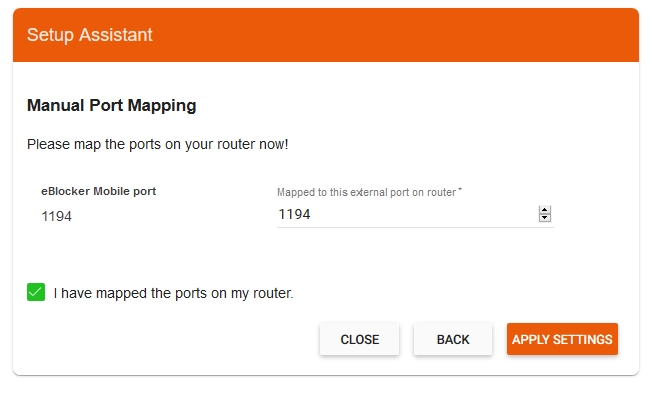 Setup Assistant
Manual Port Mapping
Please map the ports on your router now!
eBlocker Mobile port
Mapped to this external port on router *
1194
1194
I have mapped the ports on my router.
CLOSE
BACK
APPLY SETTINGS